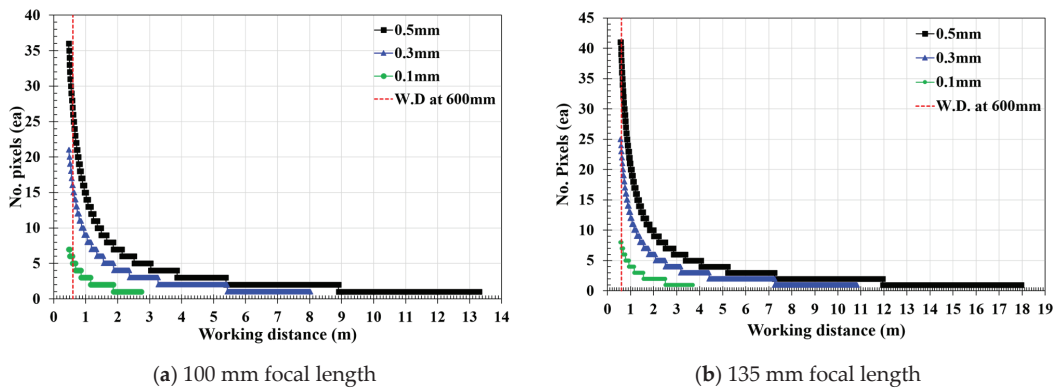 40
35
30
25
20
15
10
5
0
No. pixels (ea)
0.5mm
0.3mm
0.1mm
W.D at 600mm
0 1 2 3 4 5 6 7 8 9 10 11 12 13 14
Working distance (m)
(a) 100 mm focal length
45
40
35
30
25
20
15
10
5
0
No. Pixels (ea)
0.5mm
0.3mm
0.1mm
W.D. at 600mm
0 1 2 3 4 5 6 7 8 9 10 11 12 13 14 15 16 17 18 19
Working distance (m)
(b) 135 mm focal length